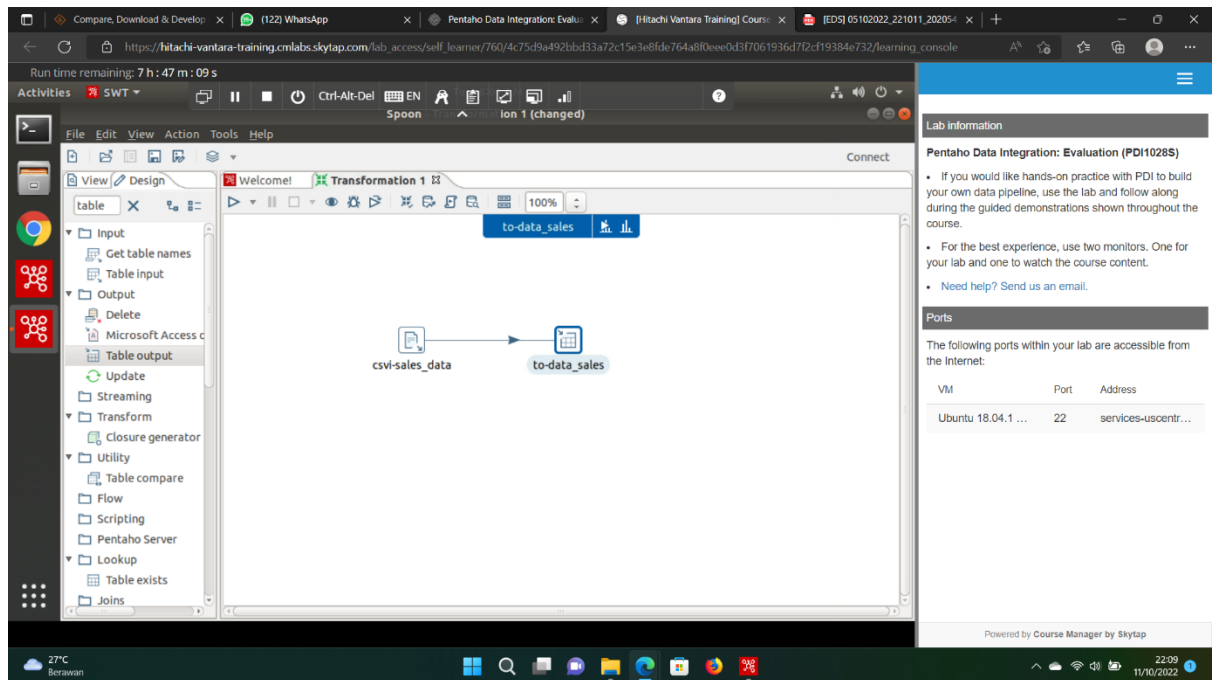 Compare, Download & Develop
(122) WhatsApp
Pentaho Data Integration: Evalua
[Hitachi Vantara Training] Course
[EDS] 05102022_221011_202054
https://hitachi-vantara-training.cmlabs.skytap.com/lab_access/self_learner/760/4c75d9a492bbd33a72c15e3e8fde764a8f0eee0d3f7061936d7f2cf19384e732/learning_console
Run time remaining: 7 h : 47 m : 09 s
Activities SWT
Ctrl-Alt-Del EN
Spoon - Transformation 1 (changed)
File Edit View Action Tools Help
Connect
View Design
Welcome! Transformation 1
table
100%
to-data_sales
Input
Get table names
Table input
Output
Delete
Microsoft Access o
Table output
Update
Streaming
Transform
Closure generator
Utility
Table compare
Flow
Scripting
Pentaho Server
Lookup
Table exists
Joins
csvi-sales_data
to-data_sales
Lab information
Pentaho Data Integration: Evaluation (PDI1028S)
If you would like hands-on practice with PDI to build
your own data pipeline, use the lab and follow along
during the guided demonstrations shown throughout the
course.
For the best experience, use two monitors. One for
your lab and one to watch the course content.
Need help? Send us an email.
Ports
The following ports within your lab are accessible from
the Internet:
VM Port Address
Ubuntu 18.04.1 ... 22 services-uscentr...
Powered by Course Manager by Skytap
27°C
Berawan
22:09
11/10/2022
1